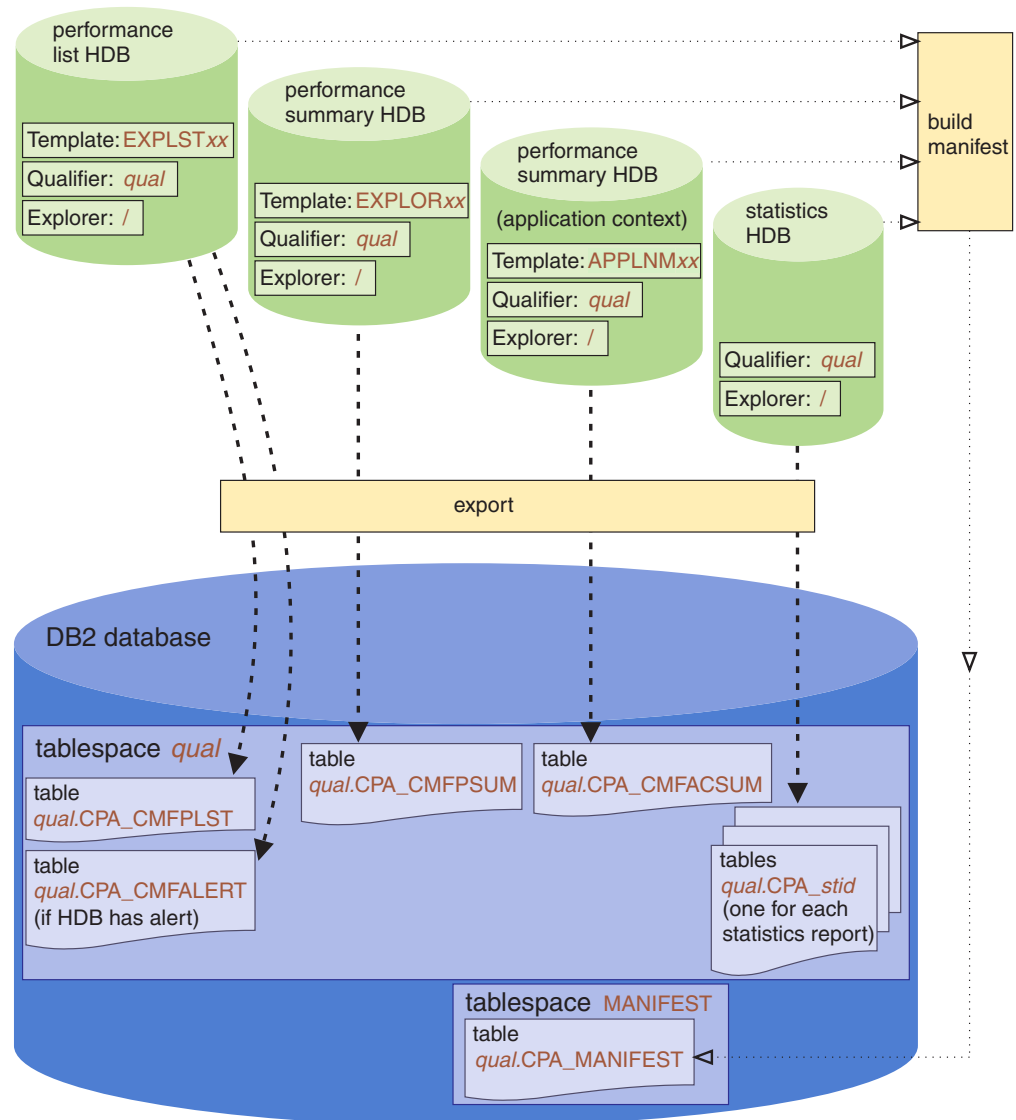 performance
list HDB
Template: EXPLSTxx
Qualifier: qual
Explorer: /
performance
summary HDB
Template: EXPLORxx
Qualifier: qual
Explorer: /
performance
summary HDB
(application context)
Template: APPLNMxx
Qualifier: qual
Explorer: /
statistics
HDB
Qualifier: qual
Explorer: /
build
manifest
export
DB2 database
tablespace qual
table
qual.CPA_CMFPLST
table
qual.CPA_CMFALERT
(if HDB has alert)
table
qual.CPA_CMFPSUM
table
qual.CPA_CMFACSUM
tables
qual.CPA_stid
(one for each
statistics report)
tablespace MANIFEST
table
qual.CPA_MANIFEST